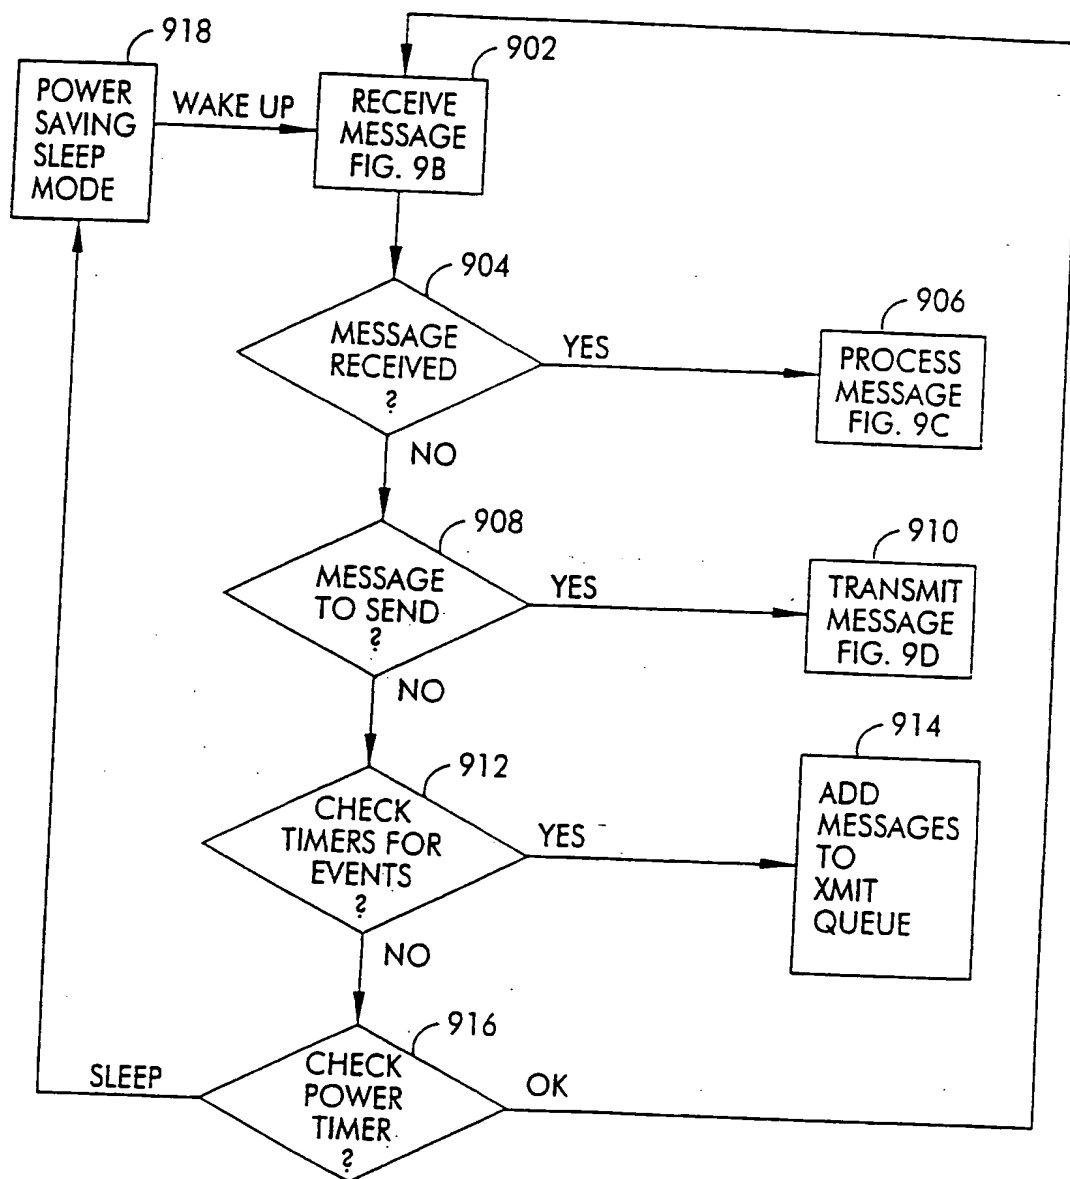 918
POWER
SAVING
SLEEP
MODE
WAKE UP
902
RECEIVE
MESSAGE
FIG. 9B
904
MESSAGE
RECEIVED
?
YES
906
PROCESS
MESSAGE
FIG. 9C
NO
908
MESSAGE
TO SEND
?
YES
910
TRANSMIT
MESSAGE
FIG. 9D
NO
912
CHECK
TIMERS FOR
EVENTS
?
YES
914
ADD
MESSAGES
TO
XMIT
QUEUE
NO
916
CHECK
POWER
TIMER
?
SLEEP
OK